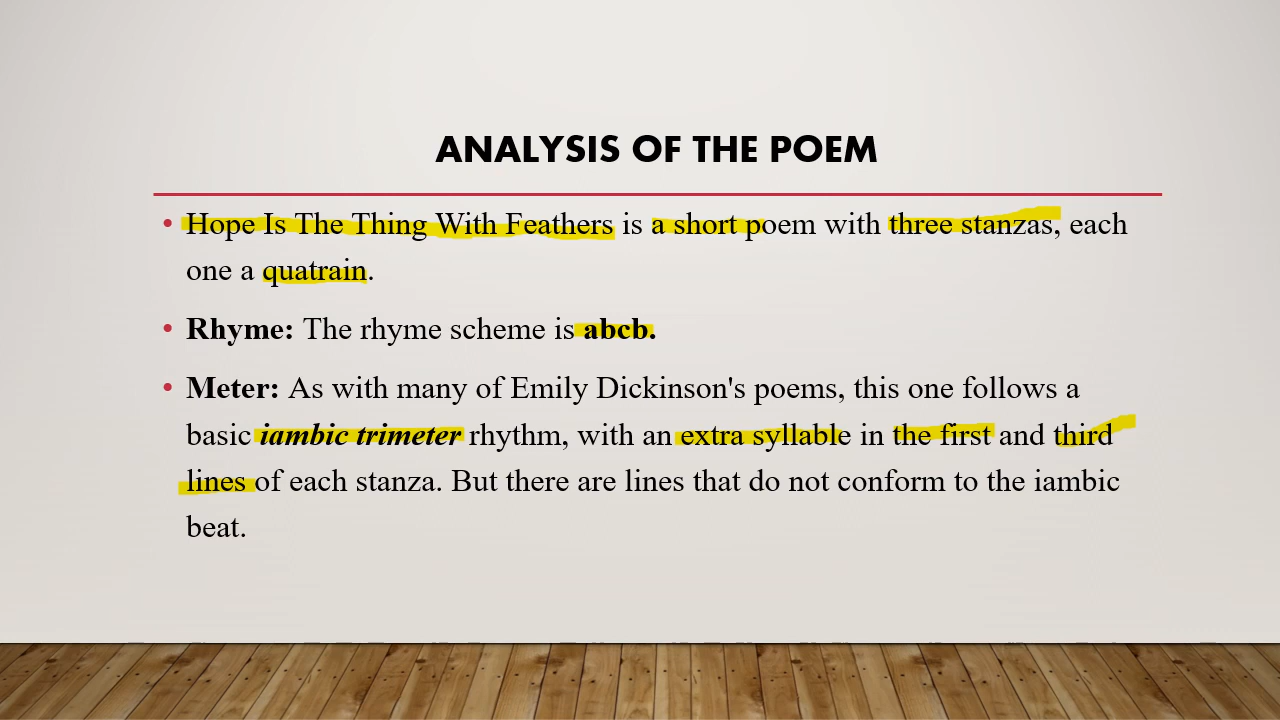 ANALYSIS OF THE POEM
• Hope Is The Thing With Feathers is a short poem with three stanzas, each
one a quatrain.
• Rhyme: The rhyme scheme is abcb.
• Meter: As with many of Emily Dickinson's poems, this one follows a
basic iambic trimeter rhythm, with an extra syllable in the first and third
lines of each stanza. But there are lines that do not conform to the iambic
beat.